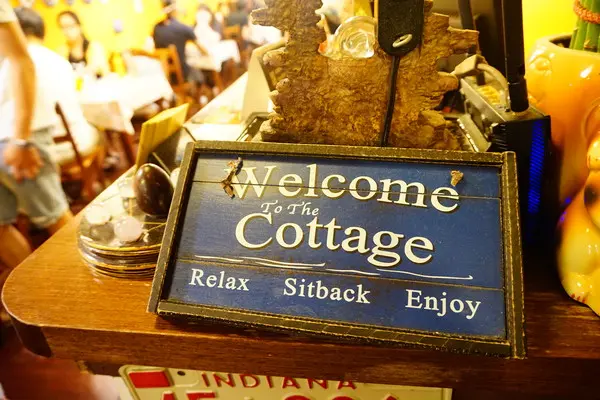 Welcome
To The
Cottage
Relax Sitback Enjoy
INDIANA